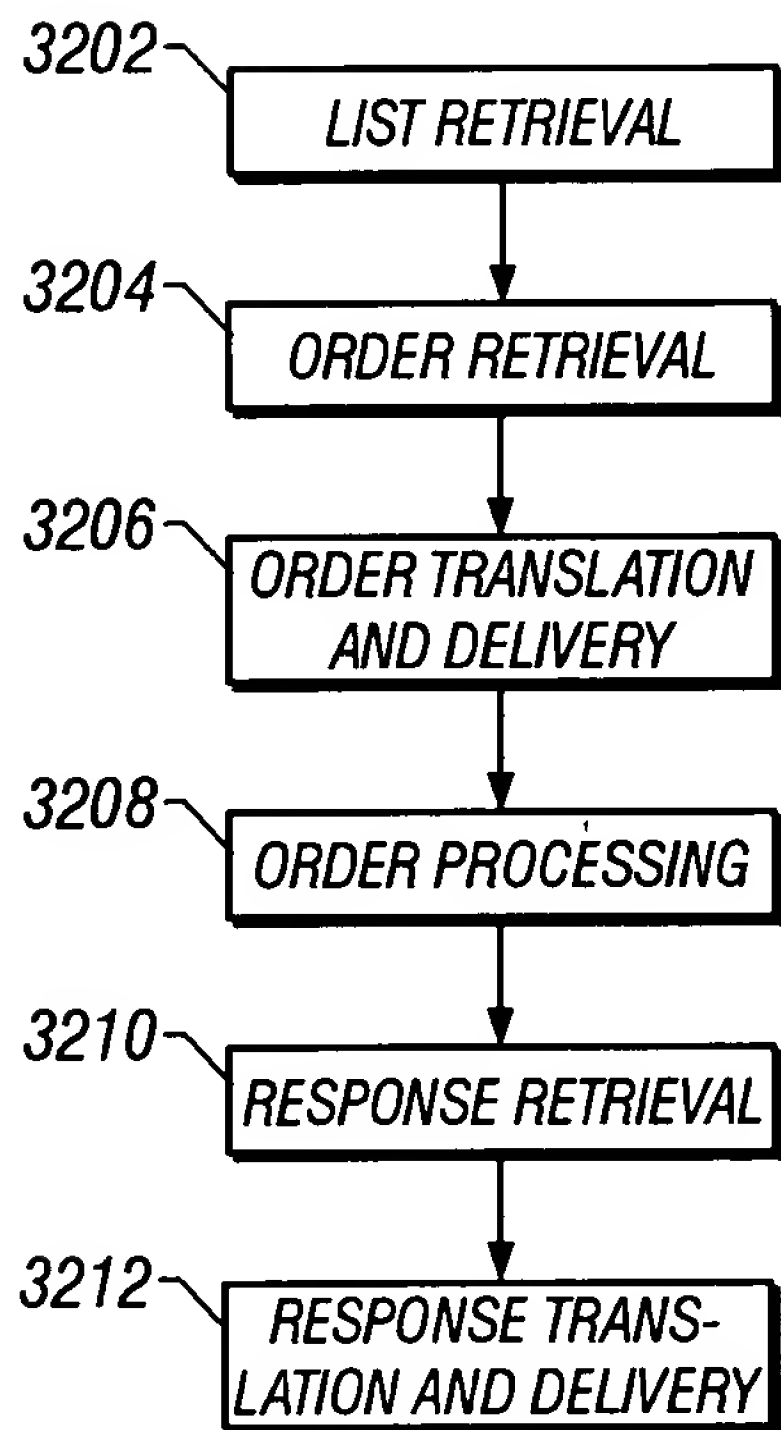 3202
LIST RETRIEVAL
3204
ORDER RETRIEVAL
3206
ORDER TRANSLATION
AND DELIVERY
3208
ORDER PROCESSING
3210
RESPONSE RETRIEVAL
3212
RESPONSE TRANS-
LATION AND DELIVERY